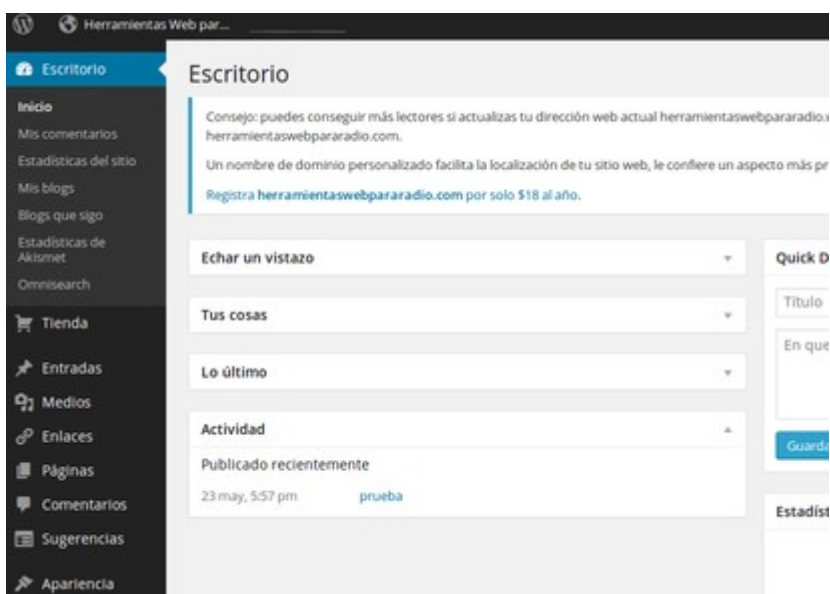 Herramientas Web par...
Escritorio
Inicio
Mis comentarios
Estadísticas del sitio
Mis blogs
Blogs que sigo
Estadísticas de
Akismet
Omnisearch
Tienda
Entradas
Medios
Enlaces
Páginas
Comentarios
Sugerencias
Apariencia
Escritorio
Consejo: puedes conseguir más lectores si actualizas tu dirección web actual herramientaswebpararadio.
herramientaswebpararadio.com.
Un nombre de dominio personalizado facilita la localización de tu sitio web, le confiere un aspecto más pr
Registra herramientaswebpararadio.com por solo $18 al año.
Echar un vistazo
Tus cosas
Lo último
Actividad
Publicado recientemente
23 may, 5:57 pm prueba
Quick D
Título
En que
Guarda
Estadíst